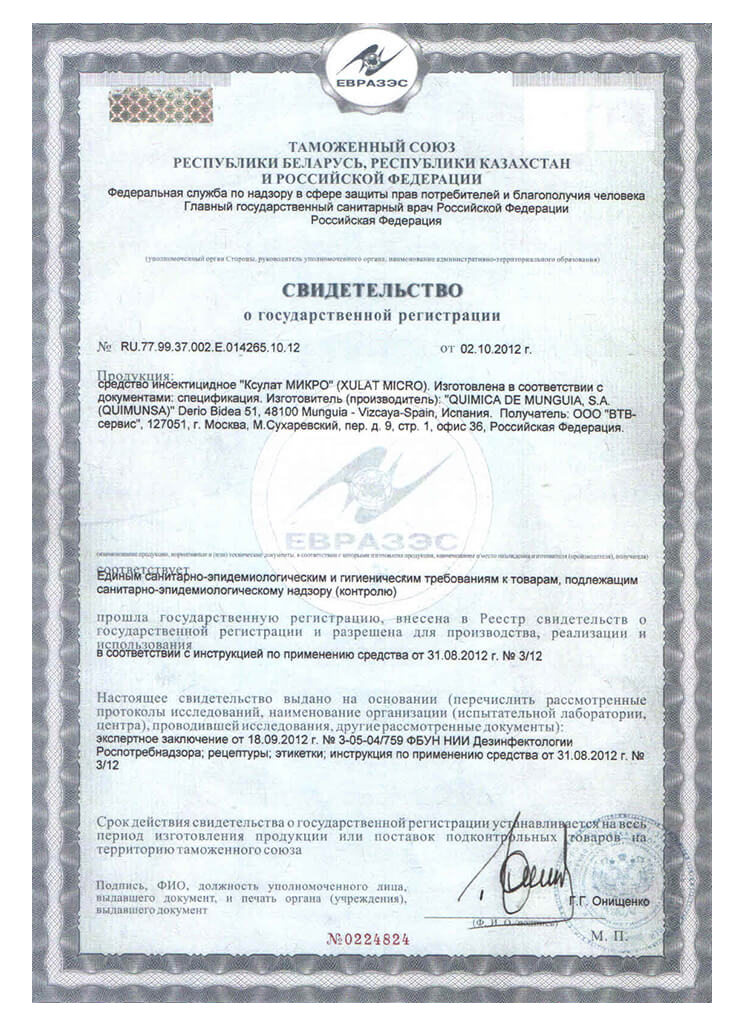 ЕВРАЗЭС
ТАМОЖЕННЫЙ СОЮЗ
РЕСПУБЛИКИ БЕЛАРУСЬ, РЕСПУБЛИКИ КАЗАХСТАН
И РОССИЙСКОЙ ФЕДЕРАЦИИ
Федеральная служба по надзору в сфере защиты прав потребителей и благополучия человека
Главный государственный санитарный врач Российской Федерации
Российская Федерация
(уполномоченный орган Стороны, руководитель уполномоченного органа, наименование административно-территориального образования)
СВИДЕТЕЛЬСТВО
о государственной регистрации
№ RU.77.99.37.002.Е.014265.10.12 от 02.10.2012 г.
Продукция:
средство инсектицидное "Ксулат МИКРО" (XULAT MICRO). Изготовлена в соответствии с
документами: спецификация. Изготовитель (производитель): "QUIMICA DE MUNGUIA, S.A.
(QUIMUNSA)" Derio Bidea 51, 48100 Munguia - Vizcaya-Spain, Испания. Получатель: ООО "ВТВ-
сервис", 127051, г. Москва, М.Сухаревский, пер. д. 9, стр. 1, офис 36, Российская Федерация.
ЕВРАЗЭС
(наименование продукции, нормативные и (или) технические документы, в соответствии с которыми изготовлена продукция, наименование и место нахождения изготовителя (производителя), получателя)
соответствует
Единым санитарно-эпидемиологическим и гигиеническим требованиям к товарам, подлежащим
санитарно-эпидемиологическому надзору (контролю)
прошла государственную регистрацию, внесена в Реестр свидетельств о
государственной регистрации и разрешена для производства, реализации и
использования
в соответствии с инструкцией по применению средства от 31.08.2012 г. № 3/12
Настоящее свидетельство выдано на основании (перечислить рассмотренные
протоколы исследований, наименование организации (испытательной лаборатории,
центра), проводившей исследования, другие рассмотренные документы):
экспертное заключение от 18.09.2012 г. № 3-05-04/759 ФБУН НИИ Дезинфектологии
Роспотребнадзора; рецептуры; этикетки; инструкция по применению средства от 31.08.2012 г. №
3/12
Срок действия свидетельства о государственной регистрации устанавливается на весь
период изготовления продукции или поставок подконтрольных товаров на
территорию таможенного союза
Подпись, ФИО, должность уполномоченного лица,
выдавшего документ, и печать органа (учреждения),
выдавшего документ
Г.Г. Онищенко
(Ф. И. О./подпись)
М. П.
№0224824